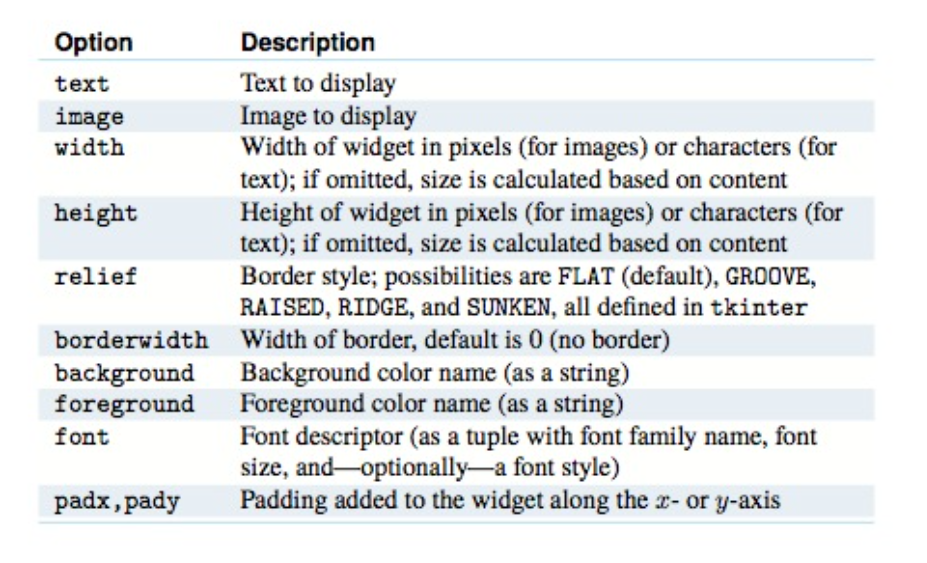 Option Description
text Text to display
image Image to display
width Width of widget in pixels (for images) or characters (for
text); if omitted, size is calculated based on content
height Height of widget in pixels (for images) or characters (for
text); if omitted, size is calculated based on content
relief Border style; possibilities are FLAT (default), GROOVE,
RAISED, RIDGE, and SUNKEN, all defined in tkinter
borderwidth Width of border, default is 0 (no border)
background Background color name (as a string)
foreground Foreground color name (as a string)
font Font descriptor (as a tuple with font family name, font
size, and—optionally—a font style)
padx,pady Padding added to the widget along the x- or y-axis